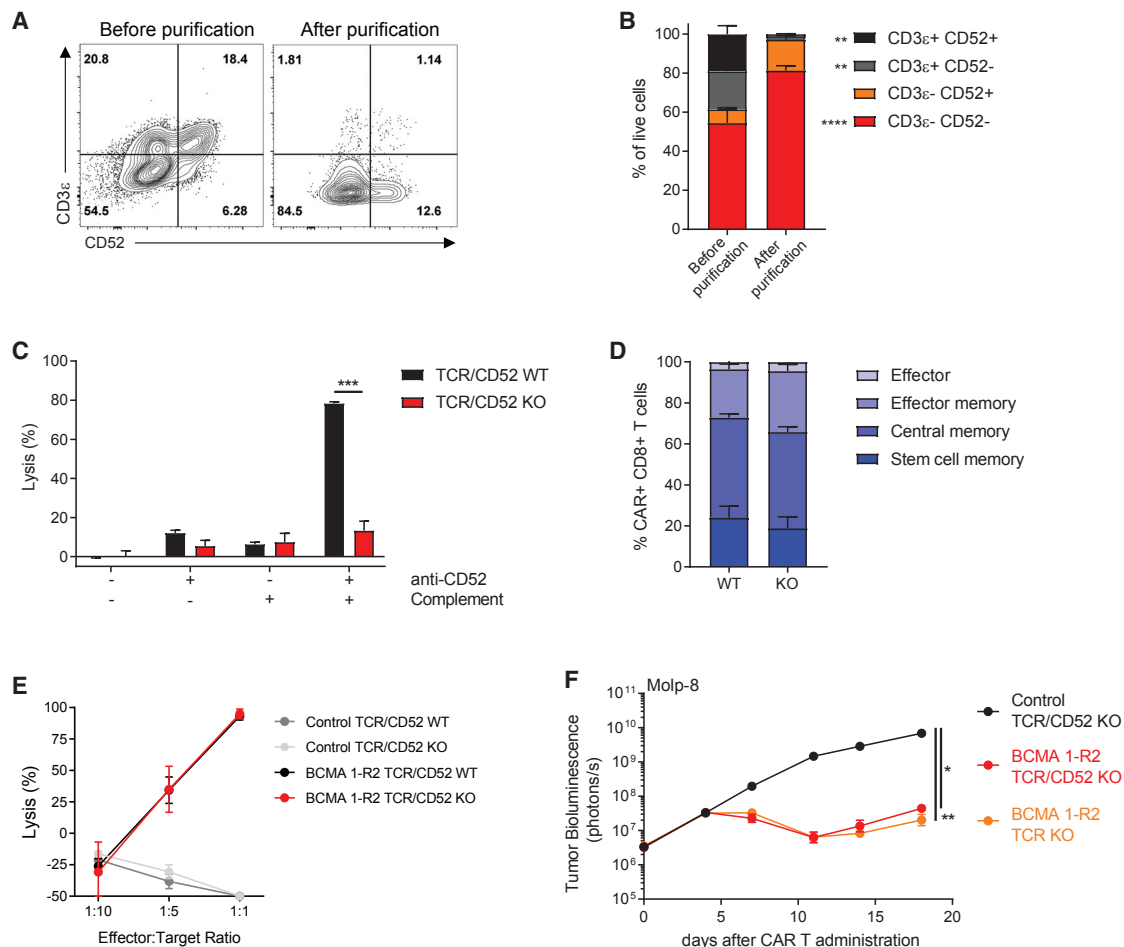 A
Before purification
After purification
20.8
18.4
1.81
1.14
CD3ε
54.5
6.28
84.5
12.6
CD52
B
% of live cells
100
80
60
40
20
0
Before
purification
After
purification
** CD3ε+ CD52+
** CD3ε+ CD52-
CD3ε- CD52+
**** CD3ε- CD52-
C
Lysis (%)
100
80
60
40
20
0
***
TCR/CD52 WT
TCR/CD52 KO
- + - + anti-CD52
- - + + Complement
D
% CAR+ CD8+ T cells
100
80
60
40
20
0
WT
KO
Effector
Effector memory
Central memory
Stem cell memory
E
Lysis (%)
100
75
50
25
0
-25
-50
1:10
1:5
1:1
Effector:Target Ratio
Control TCR/CD52 WT
Control TCR/CD52 KO
BCMA 1-R2 TCR/CD52 WT
BCMA 1-R2 TCR/CD52 KO
F
Molp-8
Tumor Bioluminescence
(photons/s)
10¹¹
10¹⁰
10⁹
10⁸
10⁷
10⁶
10⁵
0
5
10
15
20
days after CAR T administration
*
**
Control
TCR/CD52 KO
BCMA 1-R2
TCR/CD52 KO
BCMA 1-R2
TCR KO